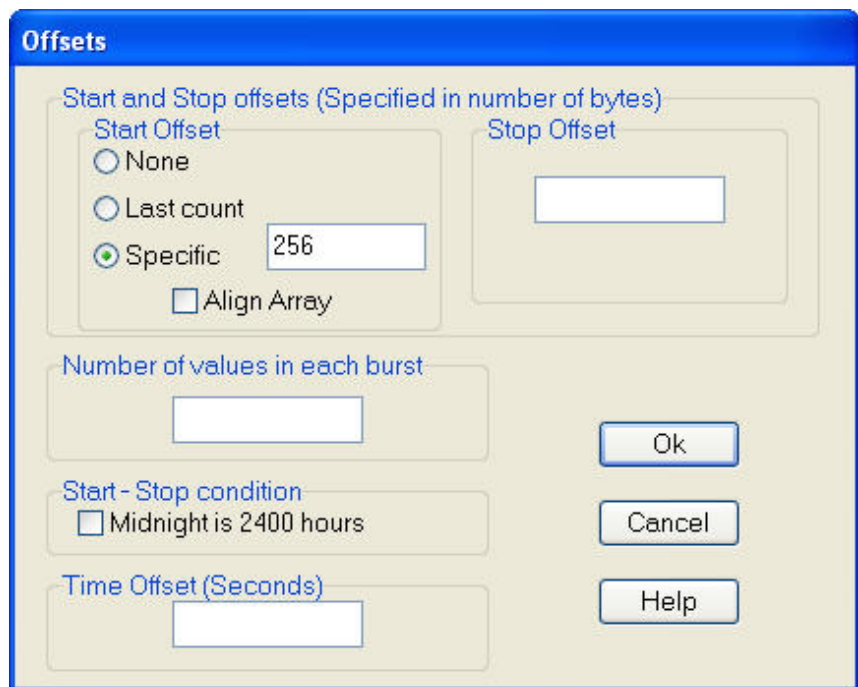 Offsets
Start and Stop offsets (Specified in number of bytes)
Start Offset
None
Last count
Specific 256
Align Array
Stop Offset
Number of values in each burst
Start - Stop condition
Midnight is 2400 hours
Time Offset (Seconds)
Ok
Cancel
Help